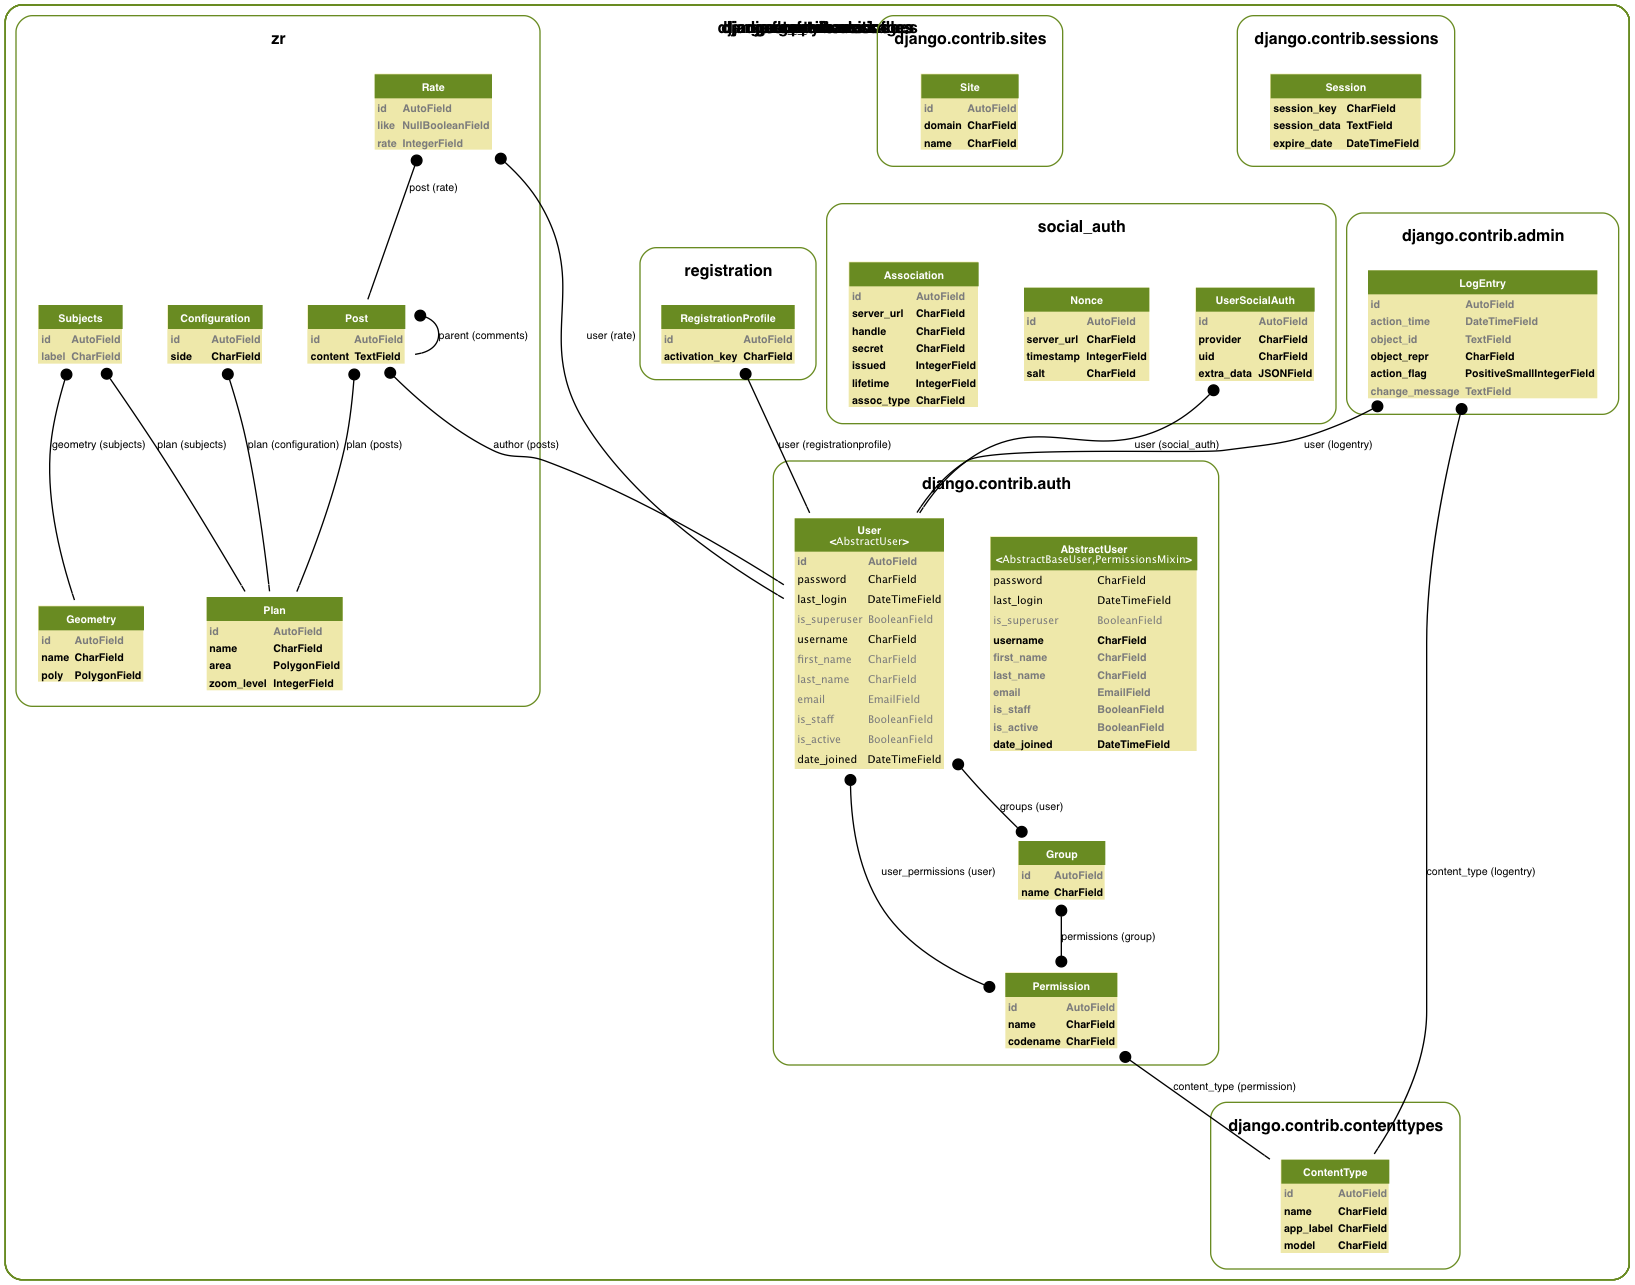 zr
Rate
id AutoField
like NullBooleanField
rate IntegerField
post (rate)
Subjects
id AutoField
label CharField
Configuration
id AutoField
side CharField
Post
id AutoField
content TextField
parent (comments)
user (rate)
geometry (subjects)
plan (subjects)
plan (configuration)
plan (posts)
author (posts)
Geometry
id AutoField
name CharField
poly PolygonField
Plan
id AutoField
name CharField
area PolygonField
zoom_level IntegerField
django.contrib.sites
Site
id AutoField
domain CharField
name CharField
django.contrib.sessions
Session
session_key CharField
session_data TextField
expire_date DateTimeField
registration
RegistrationProfile
id AutoField
activation_key CharField
social_auth
Association
id AutoField
server_url CharField
handle CharField
secret CharField
issued IntegerField
lifetime IntegerField
assoc_type CharField
Nonce
id AutoField
server_url CharField
timestamp IntegerField
salt CharField
UserSocialAuth
id AutoField
provider CharField
uid CharField
extra_data JSONField
django.contrib.admin
LogEntry
id AutoField
action_time DateTimeField
object_id TextField
object_repr CharField
action_flag PositiveSmallIntegerField
change_message TextField
user (registrationprofile)
user (social_auth)
user (logentry)
django.contrib.auth
User
<AbstractUser>
id AutoField
password CharField
last_login DateTimeField
is_superuser BooleanField
username CharField
first_name CharField
last_name CharField
email EmailField
is_staff BooleanField
is_active BooleanField
date_joined DateTimeField
AbstractUser
<AbstractBaseUser,PermissionsMixin>
password CharField
last_login DateTimeField
is_superuser BooleanField
username CharField
first_name CharField
last_name CharField
email EmailField
is_staff BooleanField
is_active BooleanField
date_joined DateTimeField
groups (user)
Group
id AutoField
name CharField
user_permissions (user)
content_type (logentry)
permissions (group)
Permission
id AutoField
name CharField
codename CharField
content_type (permission)
django.contrib.contenttypes
ContentType
id AutoField
name CharField
app_label CharField
model CharField